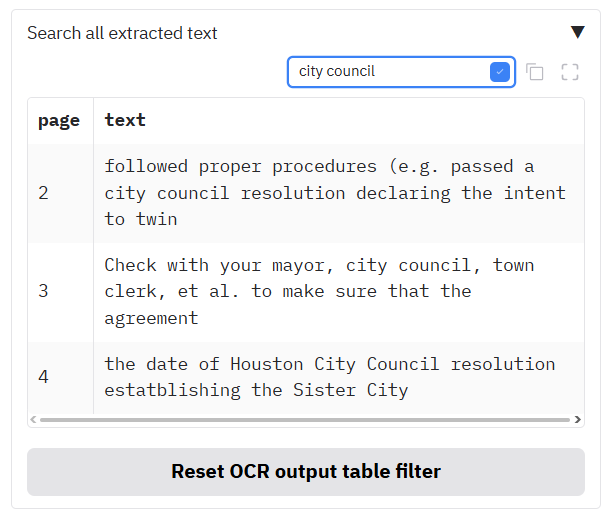 Search all extracted text
city council
page text
followed proper procedures (e.g. passed a
2 city council resolution declaring the intent
to twin
Check with your mayor, city council, town
3 clerk, et al. to make sure that the
agreement
the date of Houston City Council resolution
4 estatblishing the Sister City
Reset OCR output table filter